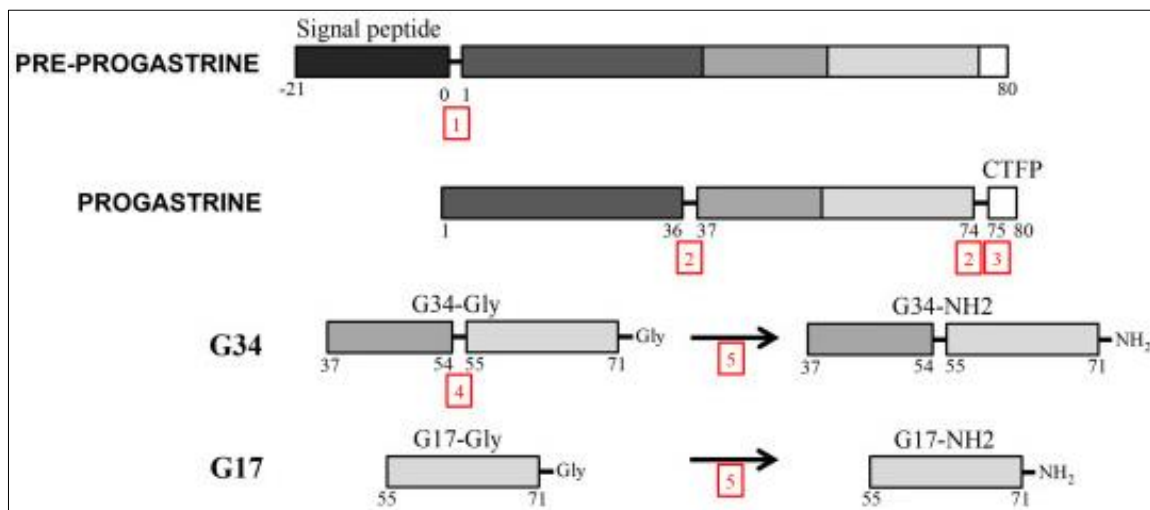 Signal peptide
PRE-PROGASTRINE
-21 0 1 80
1
CTFP
PROGASTRINE
1 36 37 74 75 80
2 2 3
G34-Gly G34-NH2
G34 Gly NH₂
37 54 55 71 5 37 54 55 71
4
G17-Gly G17-NH2
G17 Gly NH₂
55 71 5 55 71